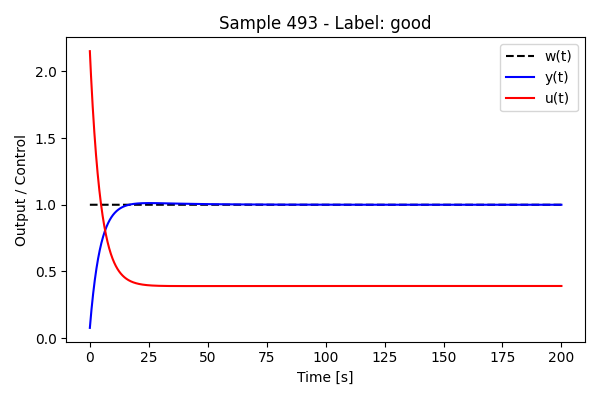 Sample 493 - Label: good
w(t)
y(t)
u(t)
Output / Control
2.0
1.5
1.0
0.5
0.0
0 25 50 75 100 125 150 175 200
Time [s]